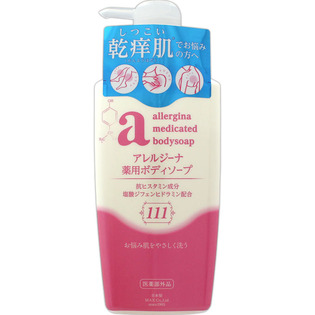 しつこい
乾痒肌でお悩みの方へ
a
allergina
medicated
bodysoap
アレルジーナ
薬用ボディソープ
抗ヒスタミン成分
塩酸ジフェンヒドラミン配合
111
お悩み肌をやさしく洗う
医薬部外品